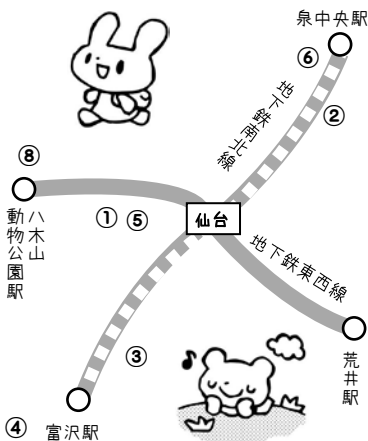 泉中央駅
⑥
地下鉄南北線
②
⑧
八木山
動物公園駅
①
⑤
仙台
地下鉄東西線
③
荒井駅
④
富沢駅